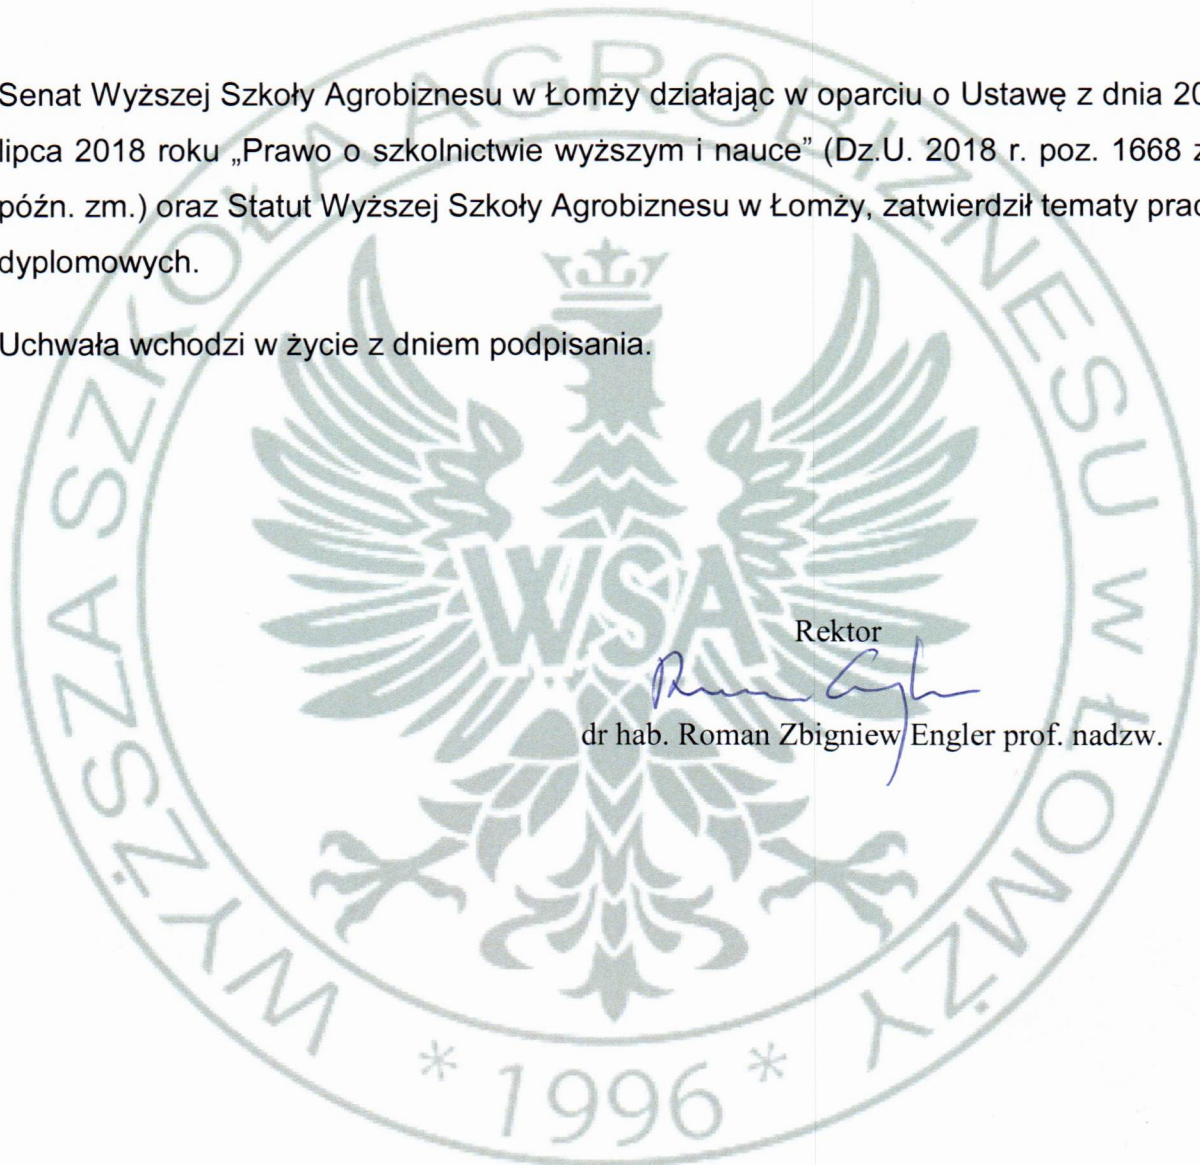 Senat Wyższej Szkoły Agrobiznesu w Łomży działając w oparciu o Ustawę z dnia 20
lipca 2018 roku „Prawo o szkolnictwie wyższym i nauce” (Dz.U. 2018 r. poz. 1668 z
późn. zm.) oraz Statut Wyższej Szkoły Agrobiznesu w Łomży, zatwierdził tematy prac
dyplomowych.
Uchwała wchodzi w życie z dniem podpisania.
WYŻSZA SZKOŁA AGROBIZNESU W ŁOMŻY
WSA
Rektor
dr hab. Roman Zbigniew Engler prof. nadzw.
* 1996 *